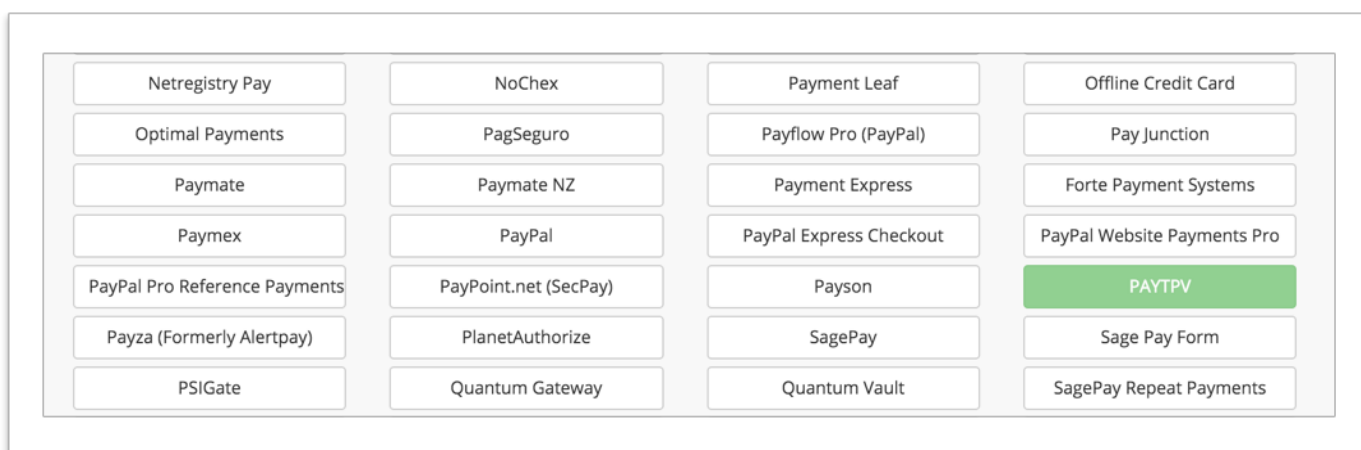 Netregistry Pay
NoChex
Payment Leaf
Offline Credit Card
Optimal Payments
PagSeguro
Payflow Pro (PayPal)
Pay Junction
Paymate
Paymate NZ
Payment Express
Forte Payment Systems
Paymex
PayPal
PayPal Express Checkout
PayPal Website Payments Pro
PayPal Pro Reference Payments
PayPoint.net (SecPay)
Payson
PAYTPV
Payza (Formerly Alertpay)
PlanetAuthorize
SagePay
Sage Pay Form
PSIGate
Quantum Gateway
Quantum Vault
SagePay Repeat Payments